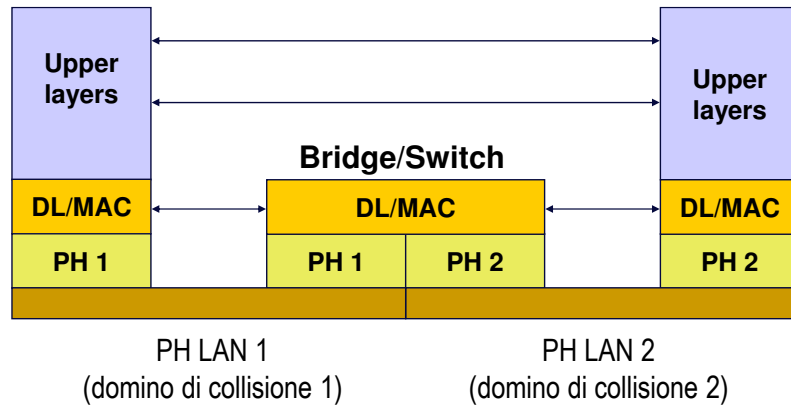 Upper
layers
Upper
layers
Bridge/Switch
DL/MAC
DL/MAC
DL/MAC
PH 1
PH 1
PH 2
PH 2
PH LAN 1
(domino di collisione 1)
PH LAN 2
(domino di collisione 2)